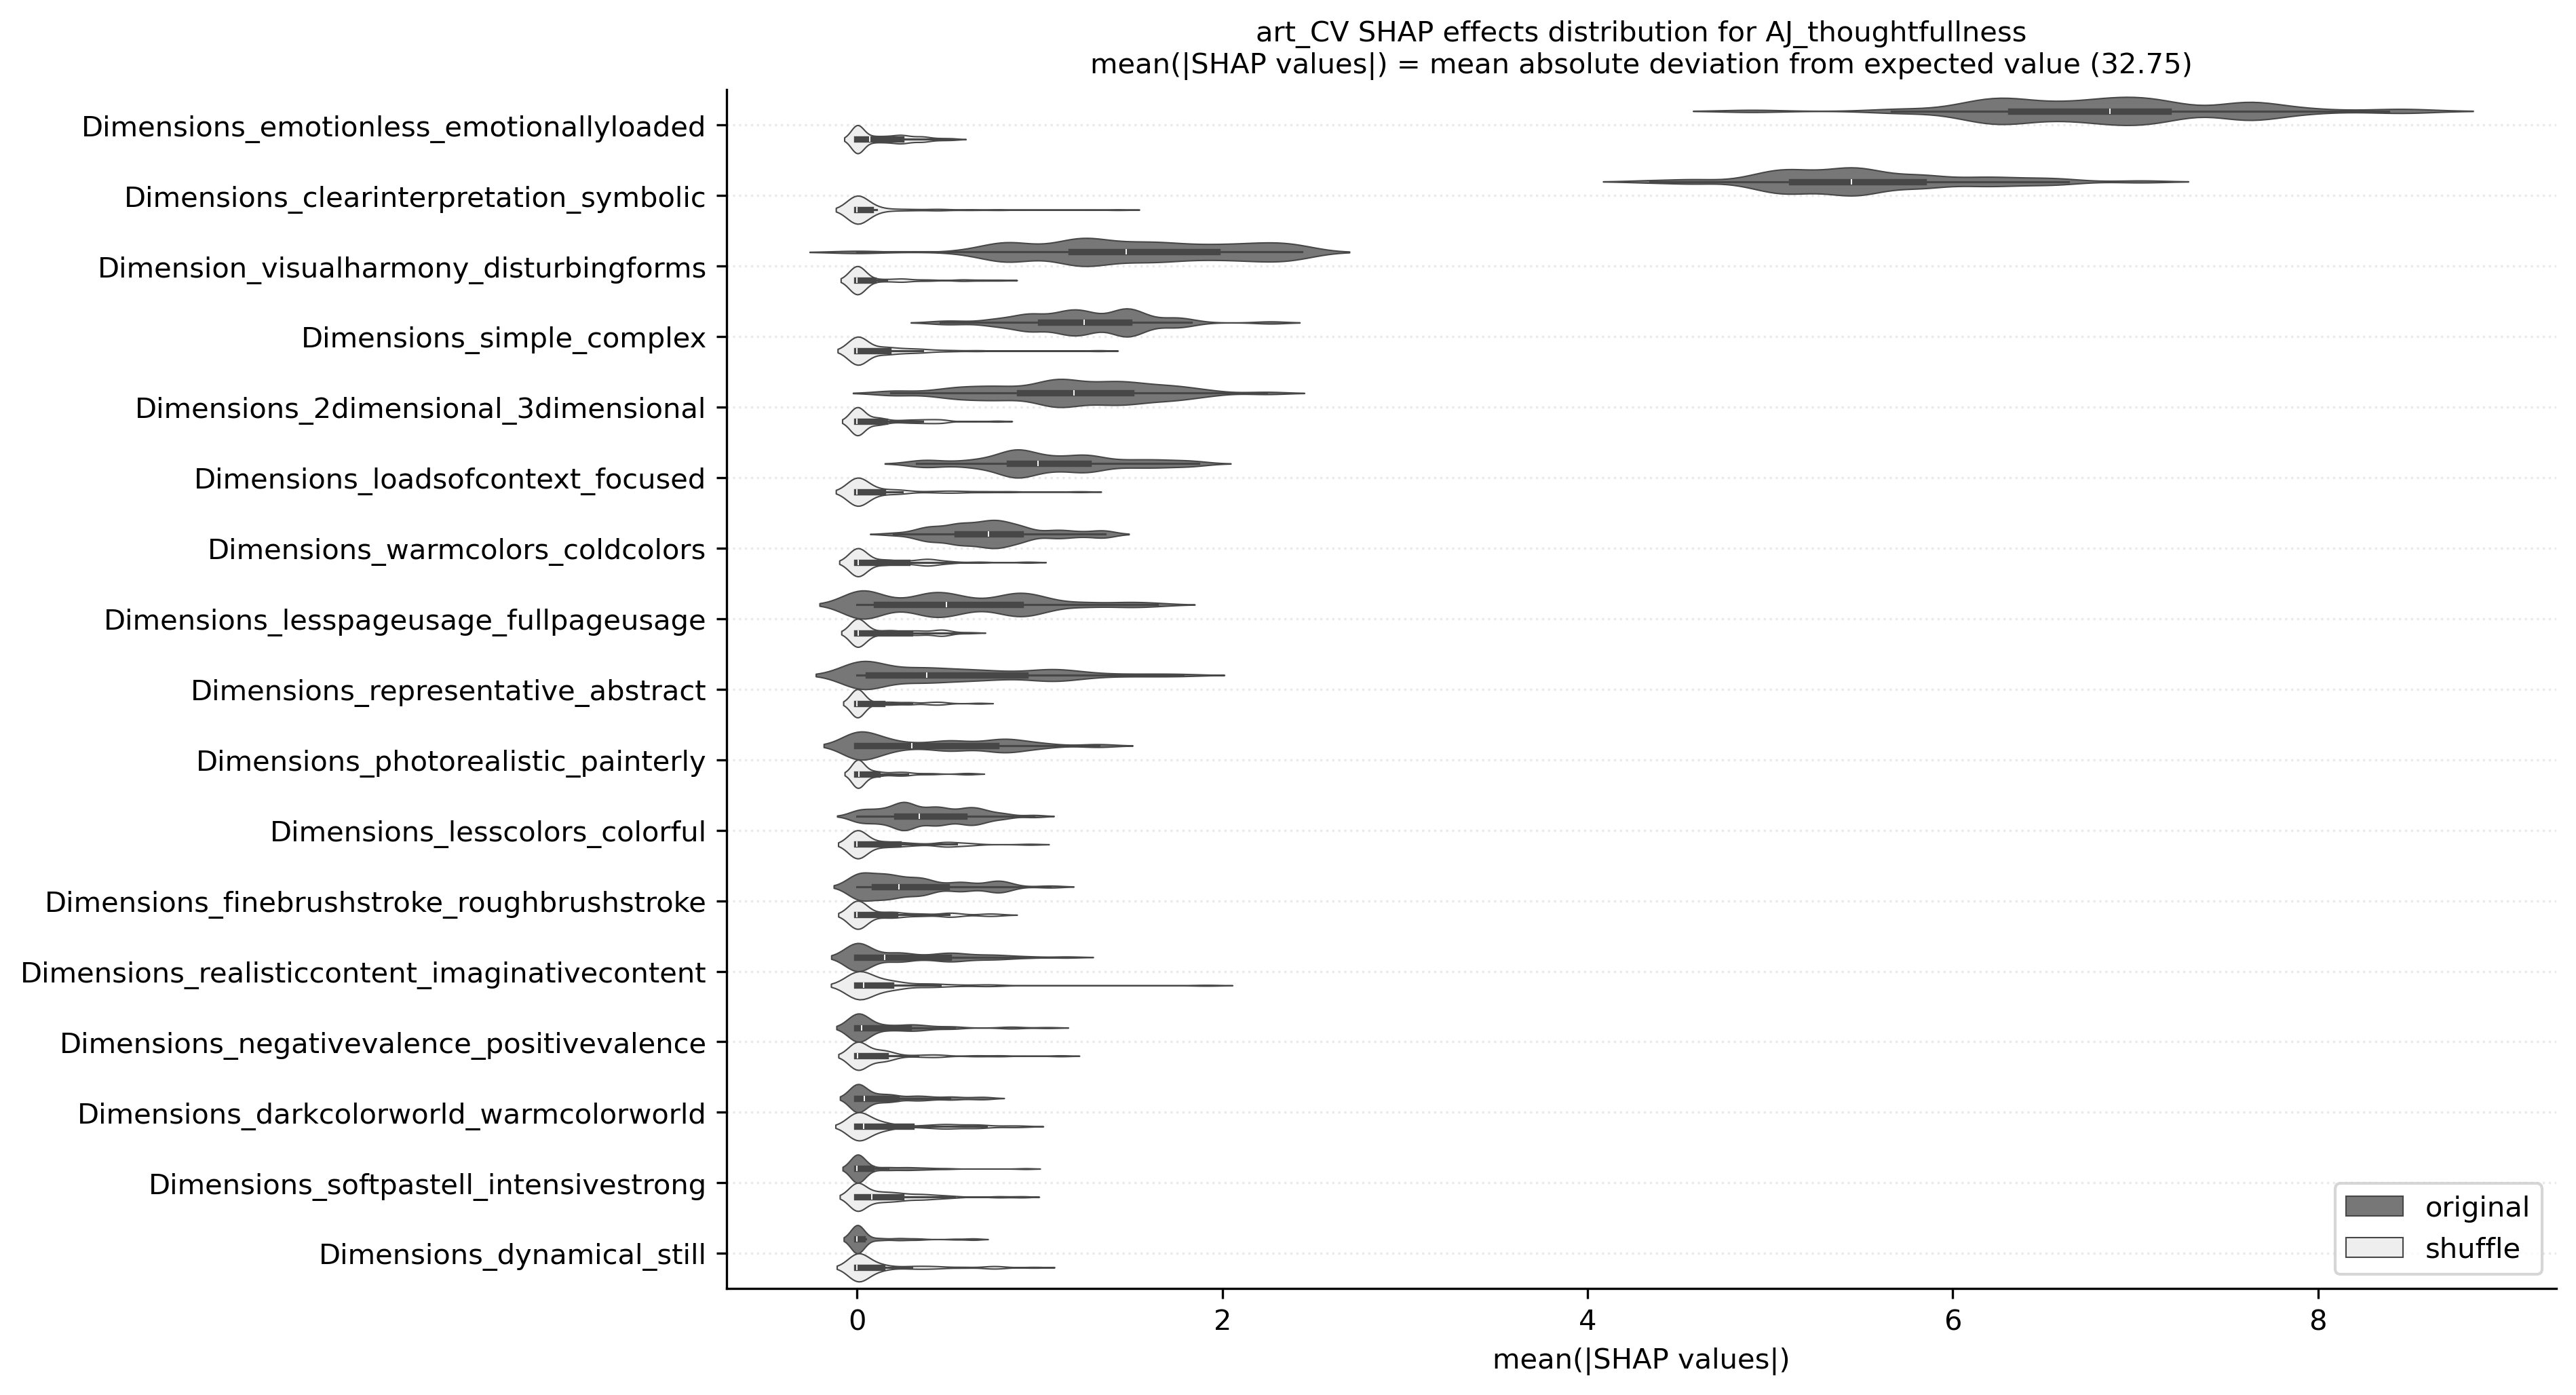 art_CV SHAP effects distribution for AJ_thoughtfullness
mean(|SHAP values|) = mean absolute deviation from expected value (32.75)
Dimensions_emotionless_emotionallyloaded
Dimensions_clearinterpretation_symbolic
Dimension_visualharmony_disturbingforms
Dimensions_simple_complex
Dimensions_2dimensional_3dimensional
Dimensions_loadsofcontext_focused
Dimensions_warmcolors_coldcolors
Dimensions_lesspageusage_fullpageusage
Dimensions_representative_abstract
Dimensions_photorealistic_painterly
Dimensions_lesscolors_colorful
Dimensions_finebrushstroke_roughbrushstroke
Dimensions_realisticcontent_imaginativecontent
Dimensions_negativevalence_positivevalence
Dimensions_darkcolorworld_warmcolorworld
Dimensions_softpastell_intensivestrong
Dimensions_dynamical_still
original
shuffle
0 2 4 6 8
mean(|SHAP values|)